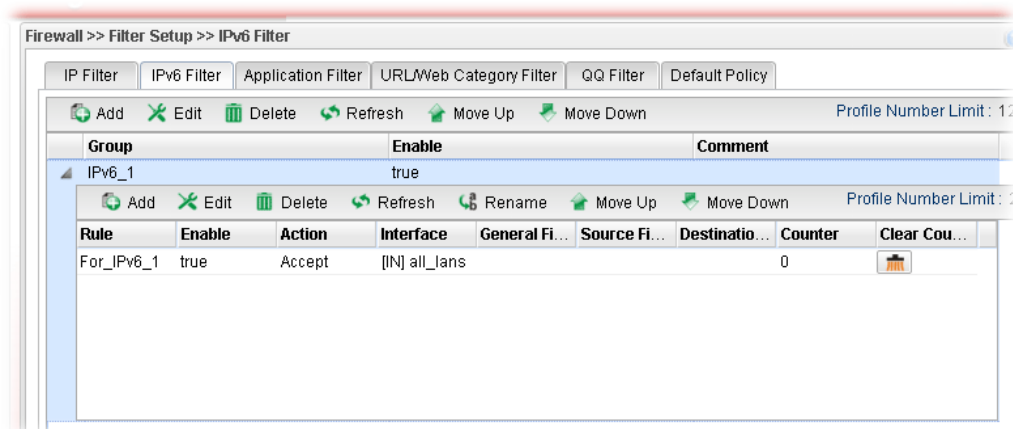 Firewall >> Filter Setup >> IPv6 Filter
IP Filter IPv6 Filter Application Filter URL/Web Category Filter QQ Filter Default Policy
Add Edit Delete Refresh Move Up Move Down Profile Number Limit : 12
Group Enable Comment
IPv6_1 true
Add Edit Delete Refresh Rename Move Up Move Down Profile Number Limit :
Rule Enable Action Interface General Fi... Source Fi... Destinatio... Counter Clear Cou...
For_IPv6_1 true Accept [IN] all_lans 0